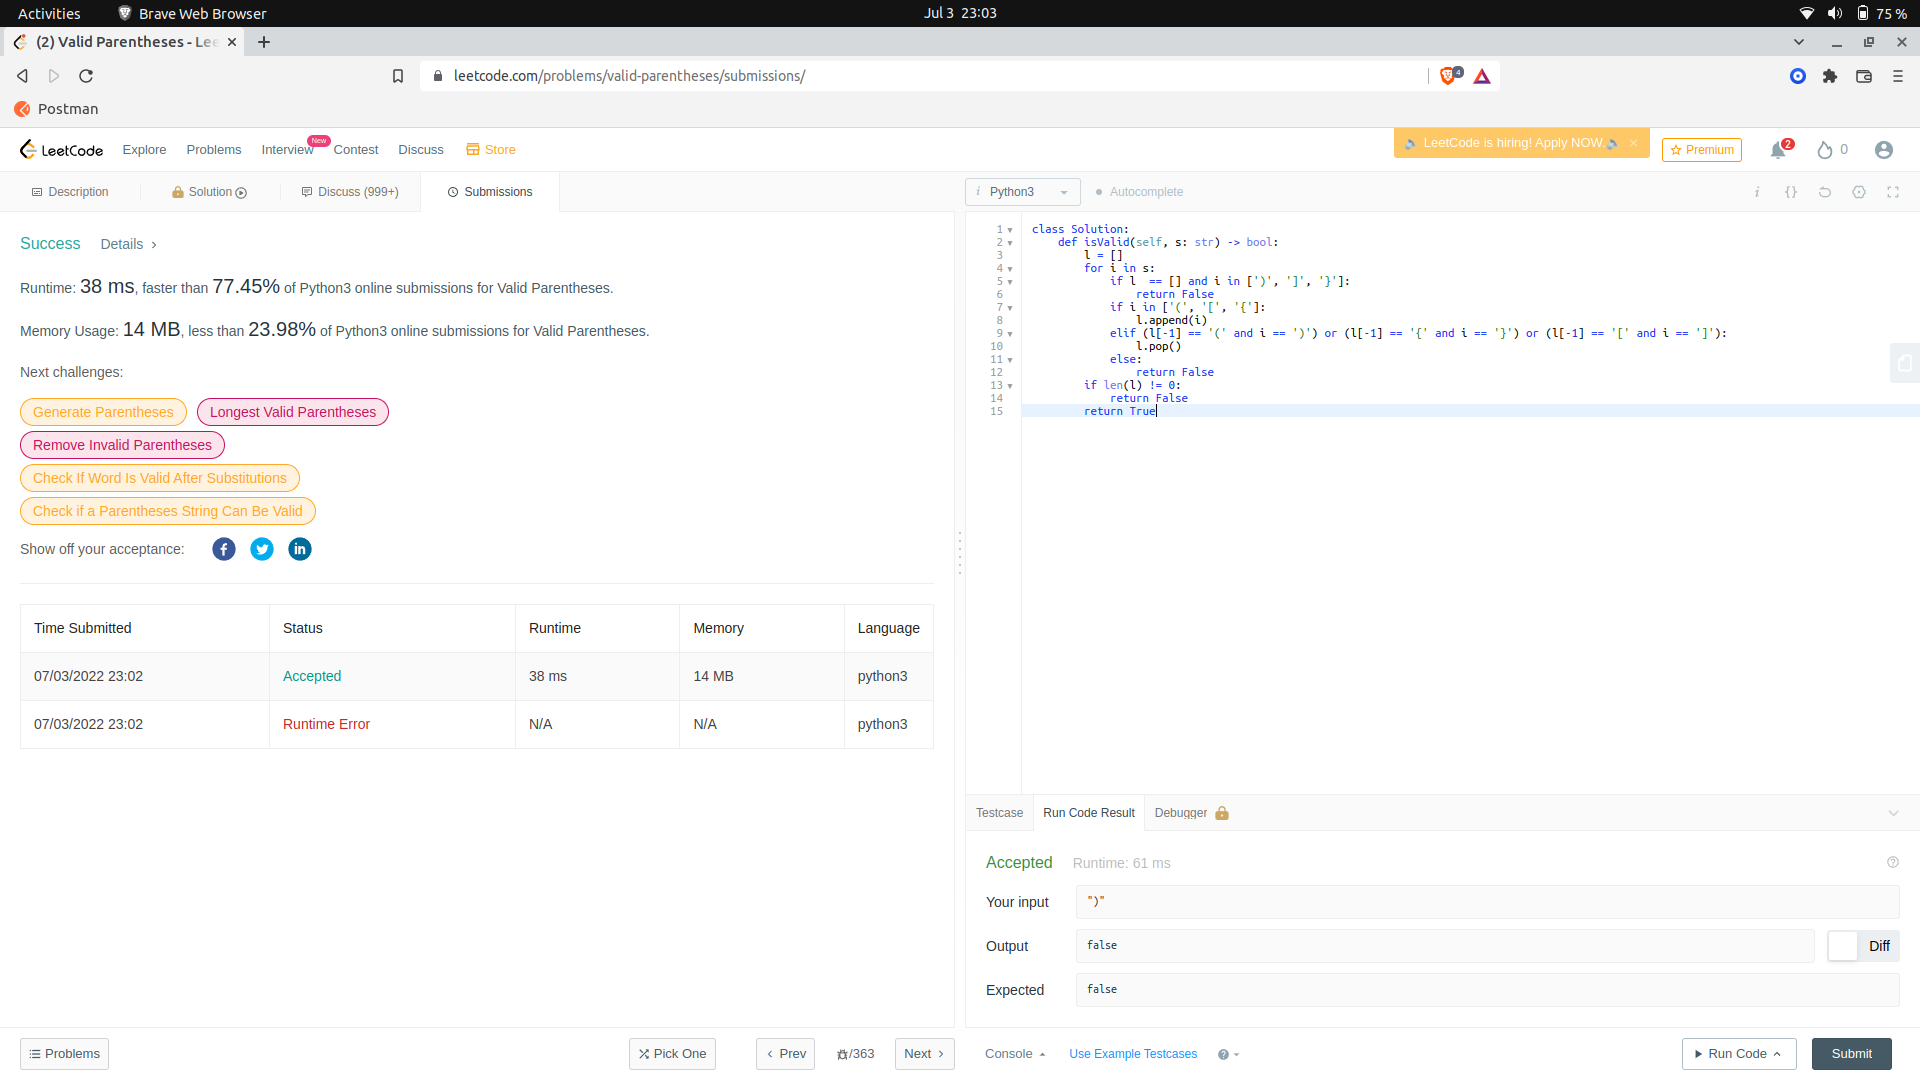 Activities
Brave Web Browser
Jul 3 23:03
75 %
(2) Valid Parentheses - Lee
leetcode.com/problems/valid-parentheses/submissions/
4
Postman
LeetCode
Explore
Problems
Interview
New
Contest
Discuss
Store
LeetCode is hiring! Apply NOW.
Premium
2
0
Description
Solution
Discuss (999+)
Submissions
i Python3
Autocomplete
i
{}
Success
Details
Runtime: 38 ms, faster than 77.45% of Python3 online submissions for Valid Parentheses.
Memory Usage: 14 MB, less than 23.98% of Python3 online submissions for Valid Parentheses.
Next challenges:
Generate Parentheses
Longest Valid Parentheses
Remove Invalid Parentheses
Check If Word Is Valid After Substitutions
Check if a Parentheses String Can Be Valid
Show off your acceptance:
Time Submitted Status Runtime Memory Language
07/03/2022 23:02 Accepted 38 ms 14 MB python3
07/03/2022 23:02 Runtime Error N/A N/A python3
1 class Solution:
2     def isValid(self, s: str) -> bool:
3         l = []
4         for i in s:
5             if l  == [] and i in [')', ']', '}']:
6                 return False
7             if i in ['(', '[', '{']:
8                 l.append(i)
9             elif (l[-1] == '(' and i == ')') or (l[-1] == '{' and i == '}') or (l[-1] == '[' and i == ']'):
10                 l.pop()
11             else:
12                 return False
13         if len(l) != 0:
14             return False
15         return True
Testcase
Run Code Result
Debugger
Accepted
Runtime: 61 ms
Your input
")"
Output
false
Diff
Expected
false
Problems
Pick One
Prev
/363
Next
Console
Use Example Testcases
Run Code
Submit